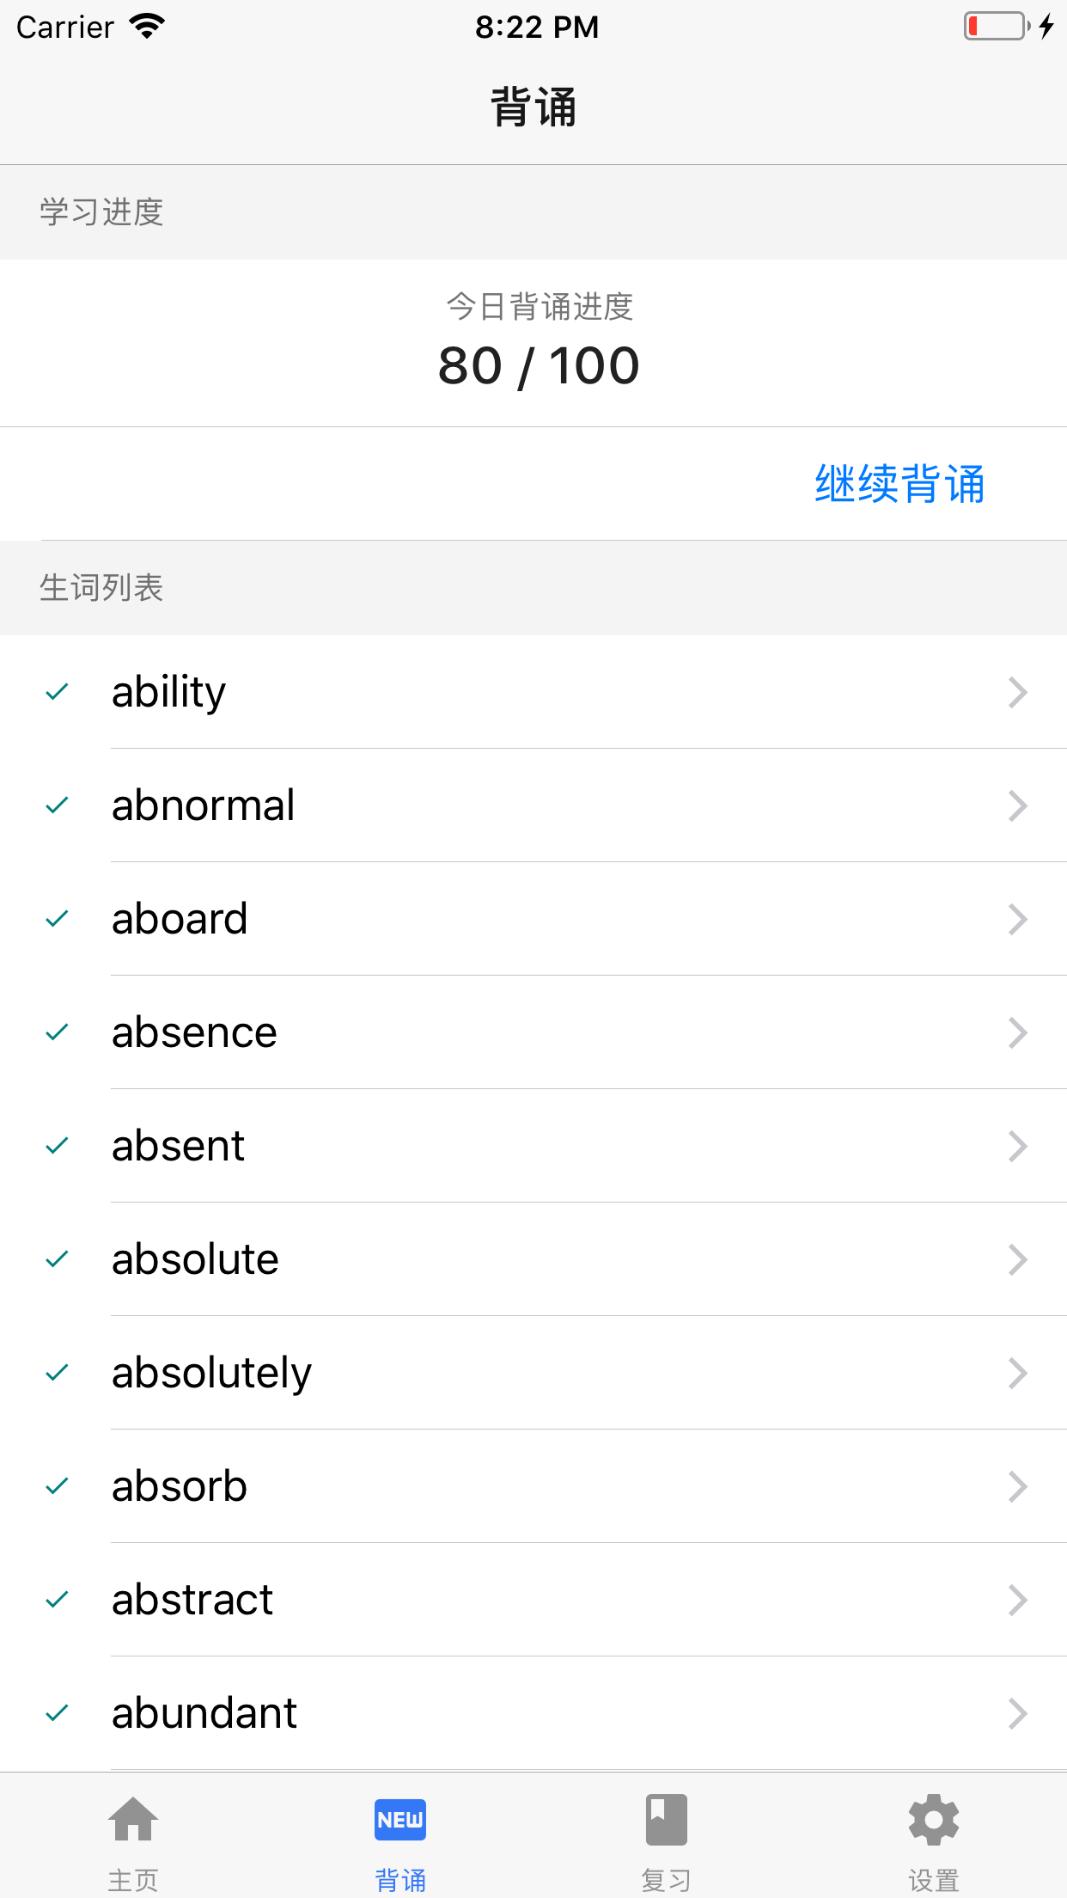 Carrier 8:22 PM
背诵
学习进度
今日背诵进度
80 / 100
继续背诵
生词列表
ability
abnormal
aboard
absence
absent
absolute
absolutely
absorb
abstract
abundant
NEW
主页 背诵 复习 设置